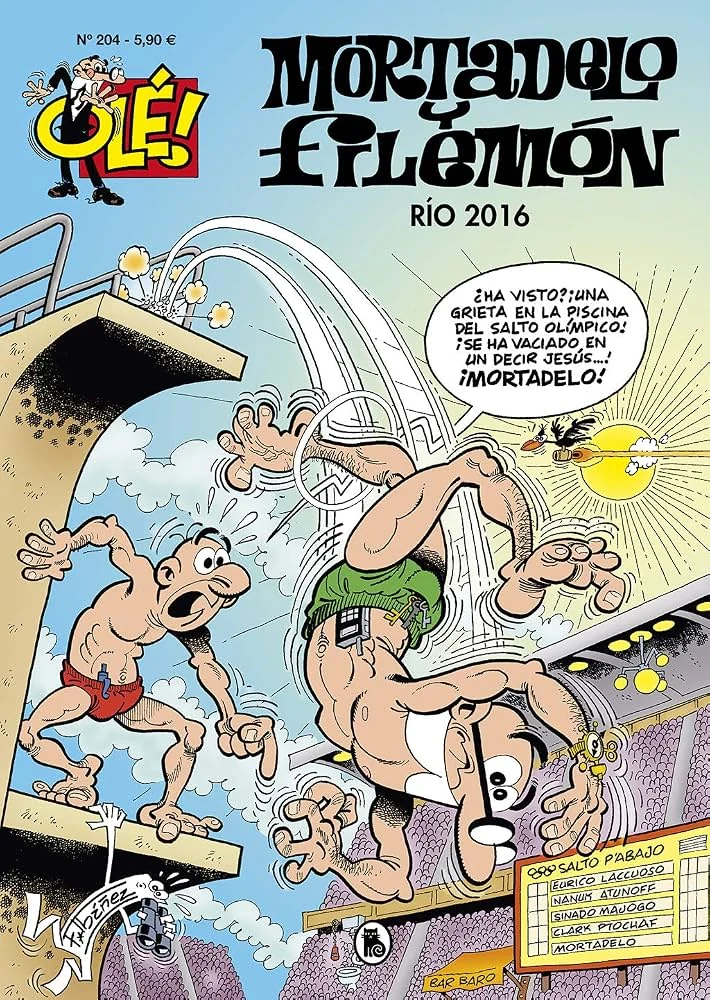 Nº 204 - 5,90 €
OLÉ!
MORTADELO
Y
FILEMÓN
RÍO 2016
¿HA VISTO?¡UNA
GRIETA EN LA PISCINA
DEL SALTO OLÍMPICO!
¡SE HA VACIADO EN
UN DECIR JESÚS...!
¡MORTADELO!
SALTO P'ABAJO
EURICO LACCUOSO
NANUK ATUNOFF
SINADO MAJOGO
CLARK PTOCHAF
MORTADELO
BAR BARO
Ibáñez